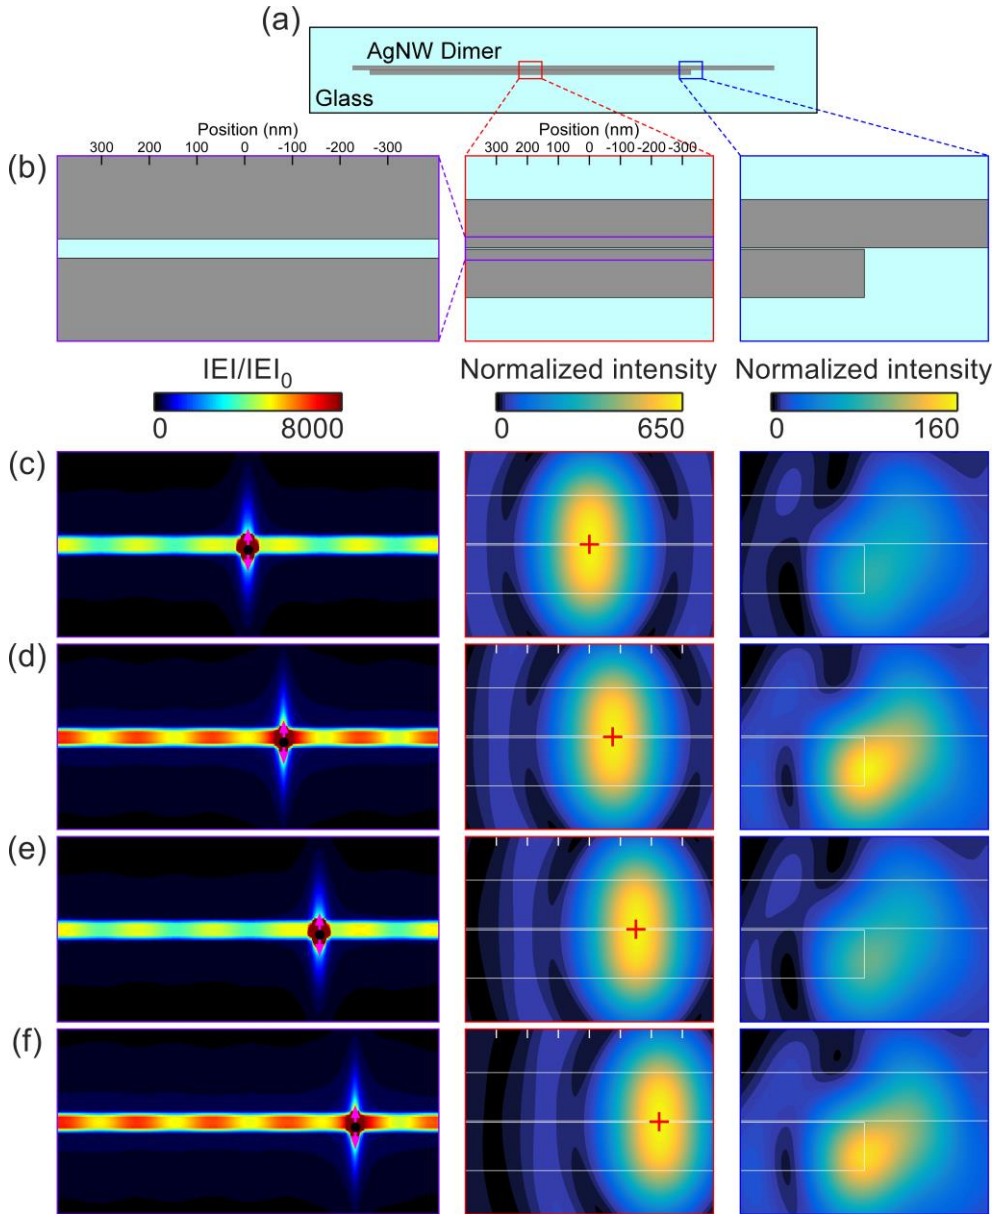 (a)
AgNW Dimer
Glass
Position (nm)
300 200 100 0 -100 -200 -300
Position (nm)
300 200 100 0 -100 -200 -300
(b)
IEI/IEI0
0 8000
Normalized intensity
0 650
Normalized intensity
0 160
(c)
(d)
(e)
(f)